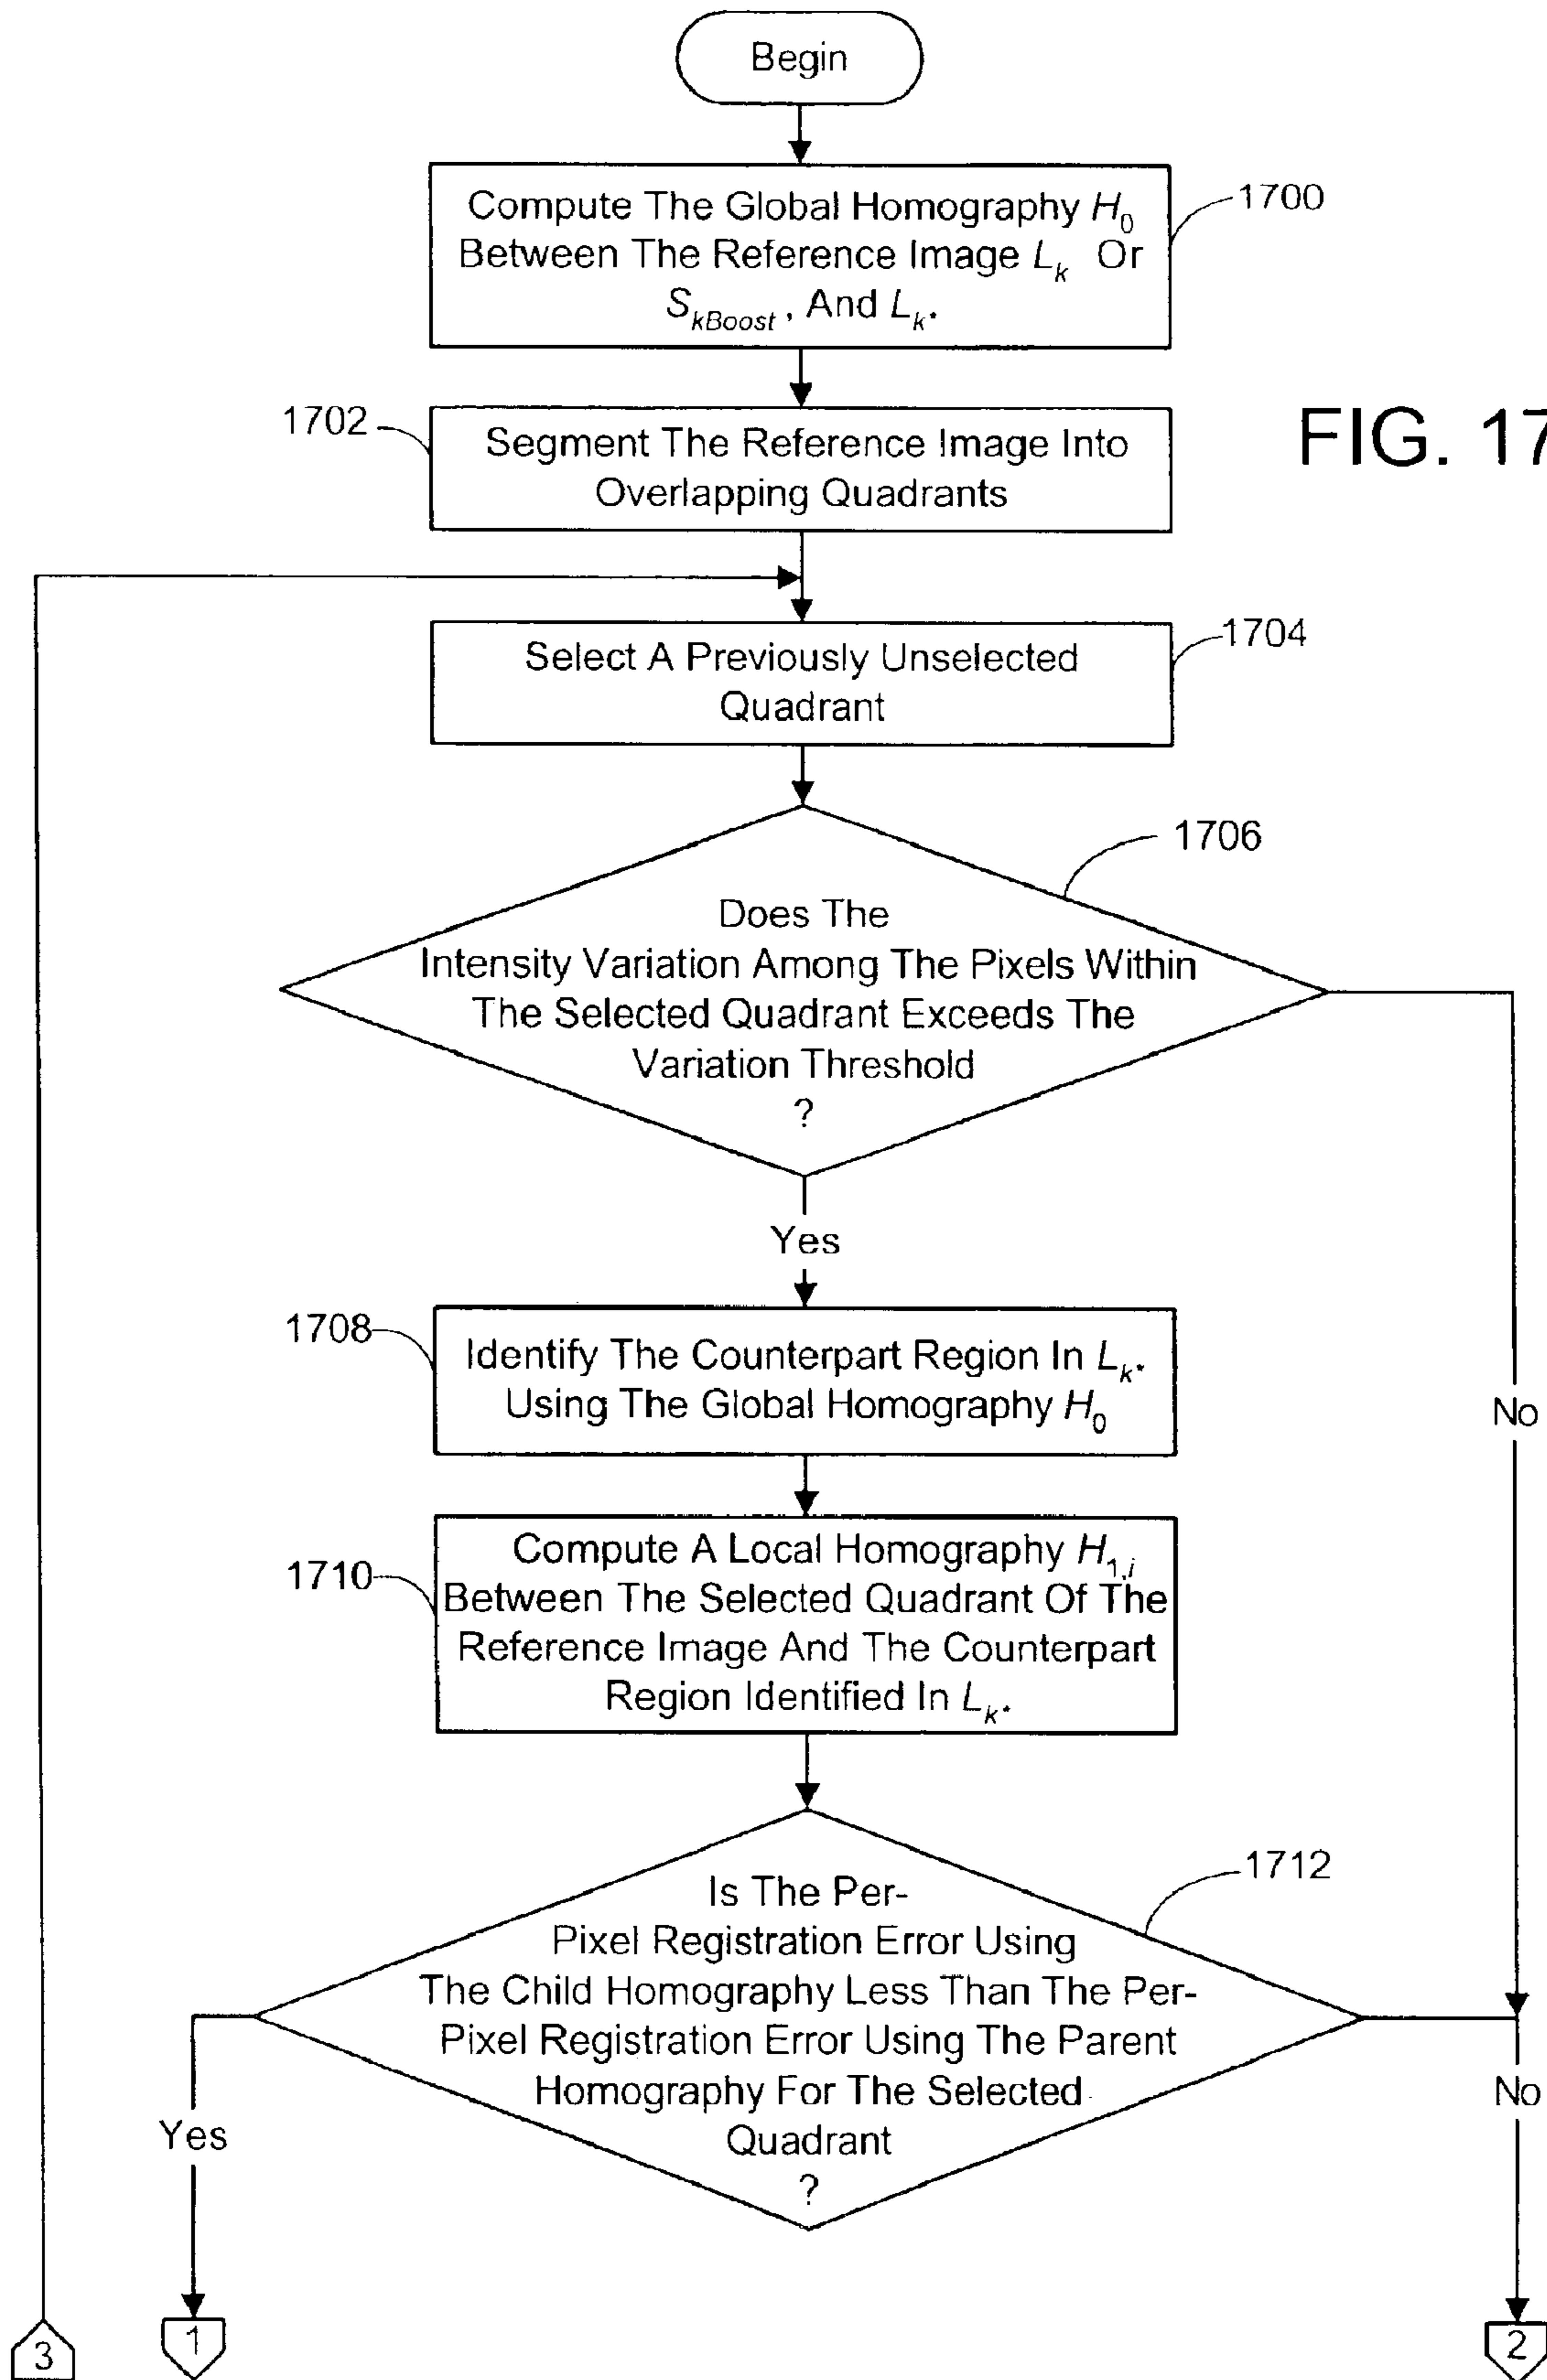 Begin
Compute The Global Homography H0
Between The Reference Image Lk Or
SkBoost, And Lk*.
1700
1702
Segment The Reference Image Into
Overlapping Quadrants
FIG. 17
Select A Previously Unselected
Quadrant
1704
1706
Does The
Intensity Variation Among The Pixels Within
The Selected Quadrant Exceeds The
Variation Threshold
?
Yes
No
1708
Identify The Counterpart Region In Lk*
Using The Global Homography H0
1710
Compute A Local Homography H1,i
Between The Selected Quadrant Of The
Reference Image And The Counterpart
Region Identified In Lk*
1712
Is The Per-
Pixel Registration Error Using
The Child Homography Less Than The Per-
Pixel Registration Error Using The Parent
Homography For The Selected
Quadrant
?
Yes
No
3
1
2